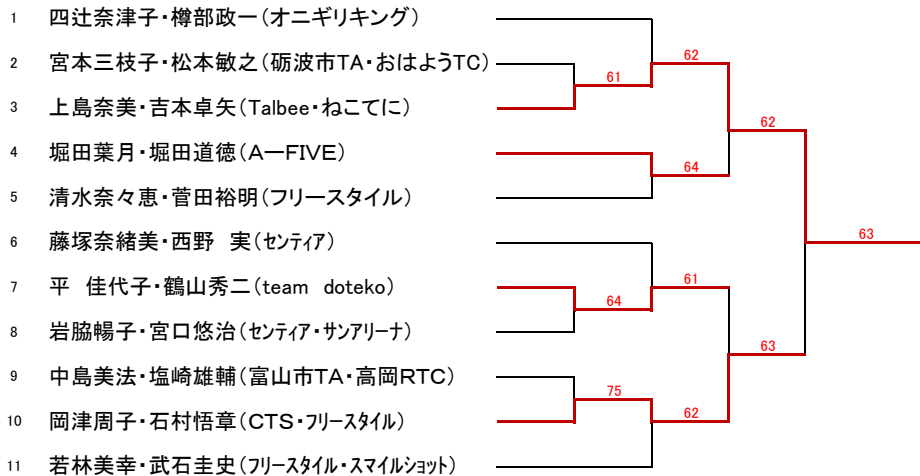 1 四辻奈津子・樽部政一(オニギリキング)
2 宮本三枝子・松本敏之(砺波市TA・おはようTC)
3 上島奈美・吉本卓矢(Talbee・ねこてに)
4 堀田葉月・堀田道徳(A-FIVE)
5 清水奈々恵・菅田裕明(フリースタイル)
6 藤塚奈緒美・西野 実(センティア)
7 平 佳代子・鶴山秀二(team doteko)
8 岩脇暢子・宮口悠治(センティア・サンアリーナ)
9 中島美法・塩崎雄輔(富山市TA・高岡RTC)
10 岡津周子・石村悟章(CTS・フリースタイル)
11 若林美幸・武石圭史(フリースタイル・スマイルショット)
61
64
75
62
64
61
62
62
63
63